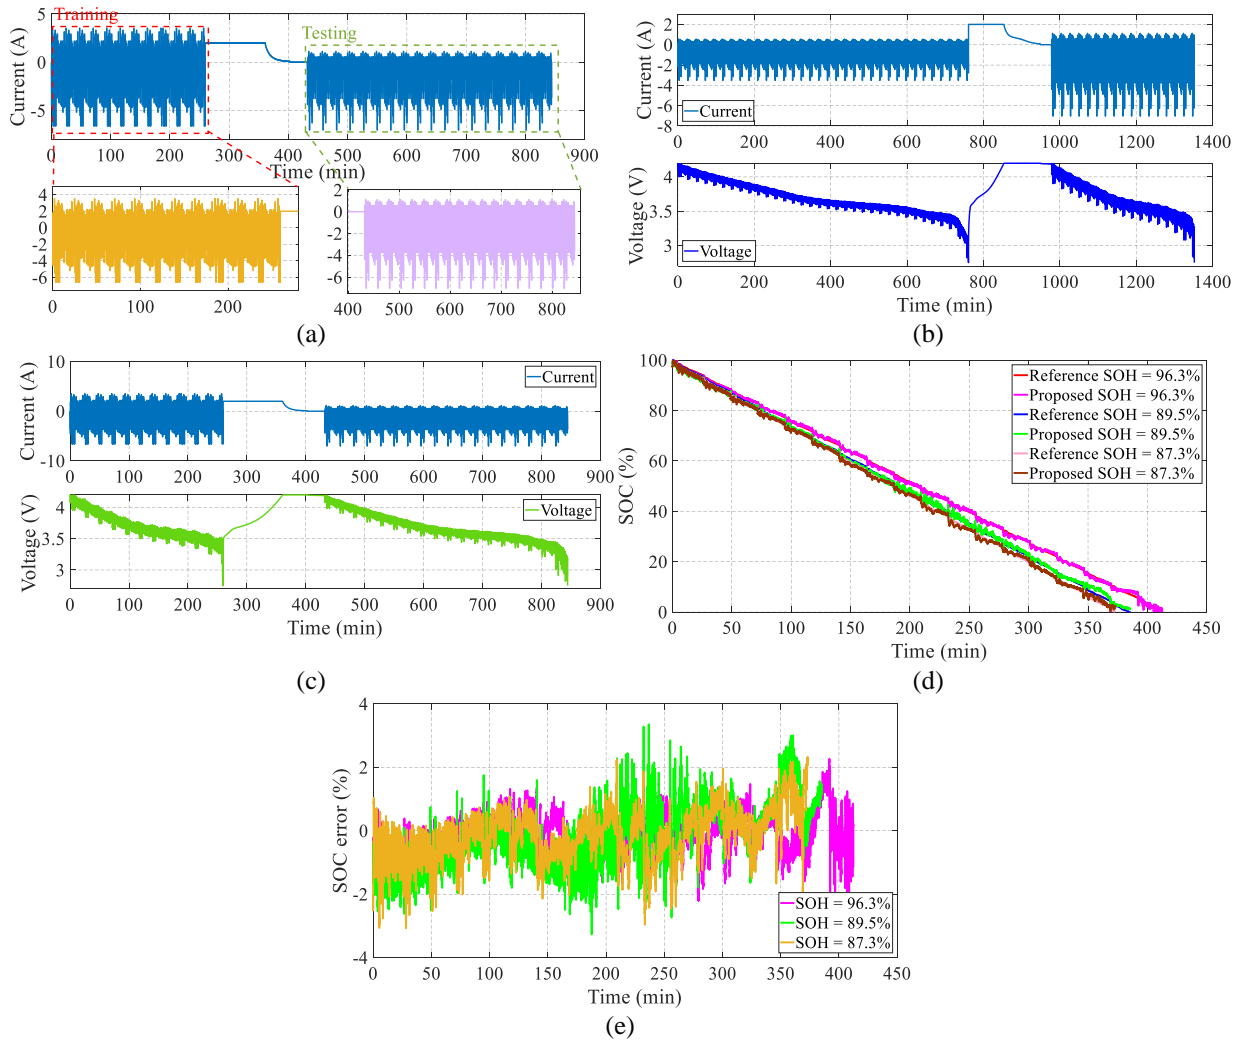 Training
Testing
5
0
-5
Current (A)
0 100 200 300 400 500 600 700 800 900
Time (min)
4
2
0
-2
-4
-6
0 100 200
2
0
-2
-4
-6
400 500 600 700 800
(a)
2
0
-2
-4
-6
-8
Current (A)
Current
0 200 400 600 800 1000 1200 1400
4
3.5
3
Voltage (V)
Voltage
0 200 400 600 800 1000 1200 1400
Time (min)
(b)
10
0
-10
Current (A)
Current
0 100 200 300 400 500 600 700 800 900
4
3.5
3
Voltage (V)
Voltage
0 100 200 300 400 500 600 700 800 900
Time (min)
(c)
100
80
60
40
20
0
SOC (%)
Reference SOH = 96.3%
Proposed SOH = 96.3%
Reference SOH = 89.5%
Proposed SOH = 89.5%
Reference SOH = 87.3%
Proposed SOH = 87.3%
0 50 100 150 200 250 300 350 400 450
Time (min)
(d)
4
2
0
-2
-4
SOC error (%)
SOH = 96.3%
SOH = 89.5%
SOH = 87.3%
0 50 100 150 200 250 300 350 400 450
Time (min)
(e)